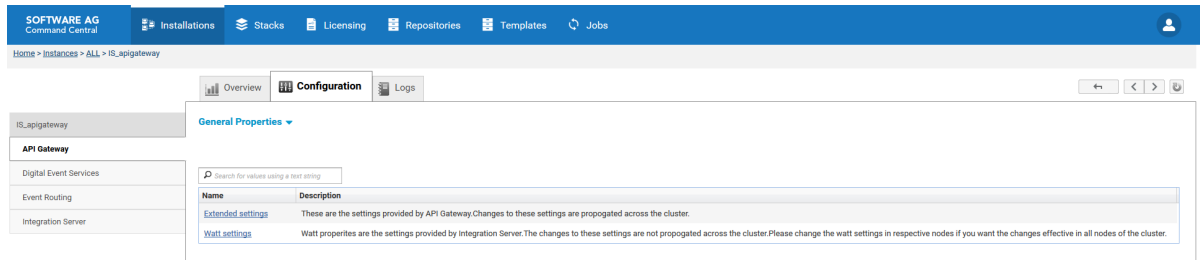 SOFTWARE AG
Command Central
Installations
Stacks
Licensing
Repositories
Templates
Jobs
Home > Instances > ALL > IS_apigateway
Overview
Configuration
Logs
IS_apigateway
API Gateway
Digital Event Services
Event Routing
Integration Server
General Properties
Search for values using a text string
Name Description
Extended settings These are the settings provided by API Gateway.Changes to these settings are propogated across the cluster.
Watt settings Watt properites are the settings provided by Integration Server.The changes to these settings are not propogated across the cluster.Please change the watt settings in respective nodes if you want the changes effective in all nodes of the cluster.